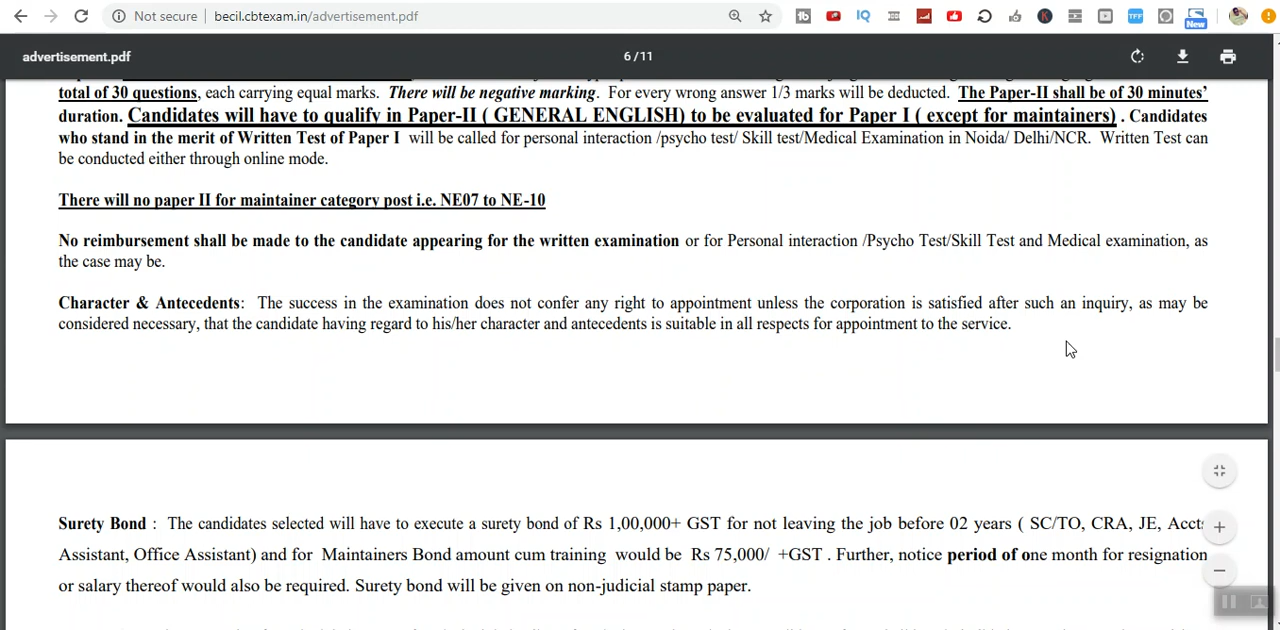 Not secure | becil.cbtexam.in/advertisement.pdf
tb IQ K TFF New
advertisement.pdf 6 / 11
total of 30 questions, each carrying equal marks. There will be negative marking. For every wrong answer 1/3 marks will be deducted. The Paper-II shall be of 30 minutes'
duration. Candidates will have to qualify in Paper-II ( GENERAL ENGLISH) to be evaluated for Paper I ( except for maintainers) . Candidates
who stand in the merit of Written Test of Paper I will be called for personal interaction /psycho test/ Skill test/Medical Examination in Noida/ Delhi/NCR. Written Test can
be conducted either through online mode.
There will no paper II for maintainer category post i.e. NE07 to NE-10
No reimbursement shall be made to the candidate appearing for the written examination or for Personal interaction /Psycho Test/Skill Test and Medical examination, as
the case may be.
Character & Antecedents: The success in the examination does not confer any right to appointment unless the corporation is satisfied after such an inquiry, as may be
considered necessary, that the candidate having regard to his/her character and antecedents is suitable in all respects for appointment to the service.
Surety Bond : The candidates selected will have to execute a surety bond of Rs 1,00,000+ GST for not leaving the job before 02 years ( SC/TO, CRA, JE, Accts
Assistant, Office Assistant) and for Maintainers Bond amount cum training would be Rs 75,000/ +GST . Further, notice period of one month for resignation
or salary thereof would also be required. Surety bond will be given on non-judicial stamp paper.